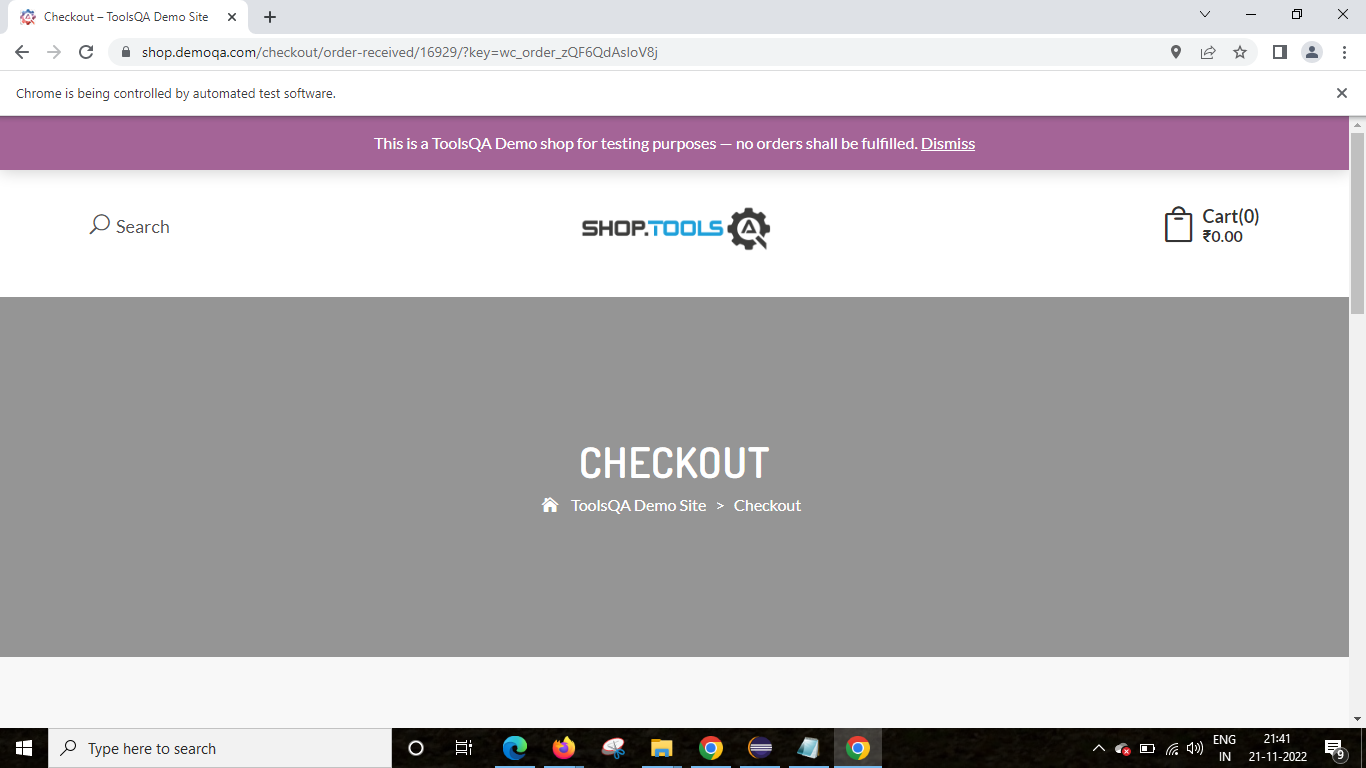 Checkout – ToolsQA Demo Site
shop.demoqa.com/checkout/order-received/16929/?key=wc_order_zQF6QdAsIoV8j
Chrome is being controlled by automated test software.
This is a ToolsQA Demo shop for testing purposes — no orders shall be fulfilled. Dismiss
Search
SHOP.TOOLS
Cart(0)
₹0.00
CHECKOUT
ToolsQA Demo Site > Checkout
Type here to search
ENG
IN
21:41
21-11-2022
9